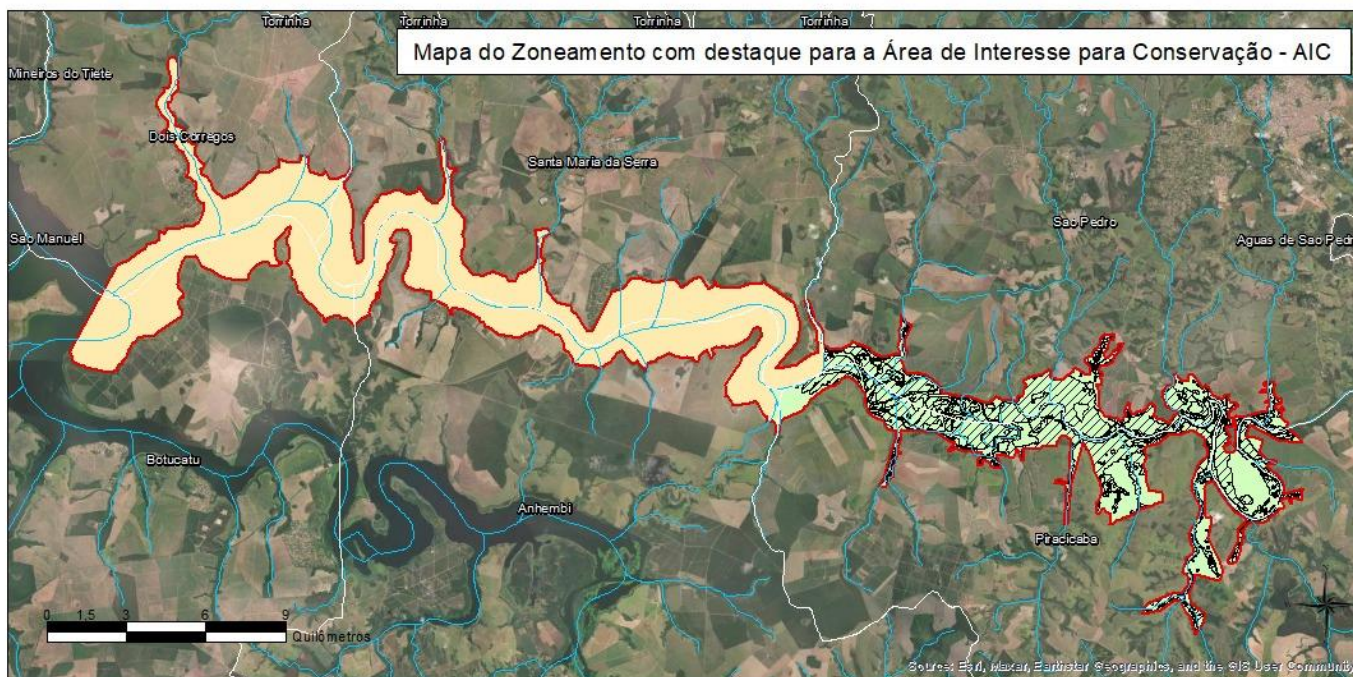 Torrinha
Torrinha
Torrinha
Torrinha
Mapa do Zoneamento com destaque para a Área de Interesse para Conservação - AIC
Mineiros do Tiete
Dois Córregos
Santa Maria da Serra
Sao Pedro
Sao Manuel
Aguas de Sao Pedr
Botucatu
Anhembi
Piracicaba
0 1,5 3 6 9
Quilômetros
Source: Esri, Maxar, Earthstar Geographics, and the GIS User Community